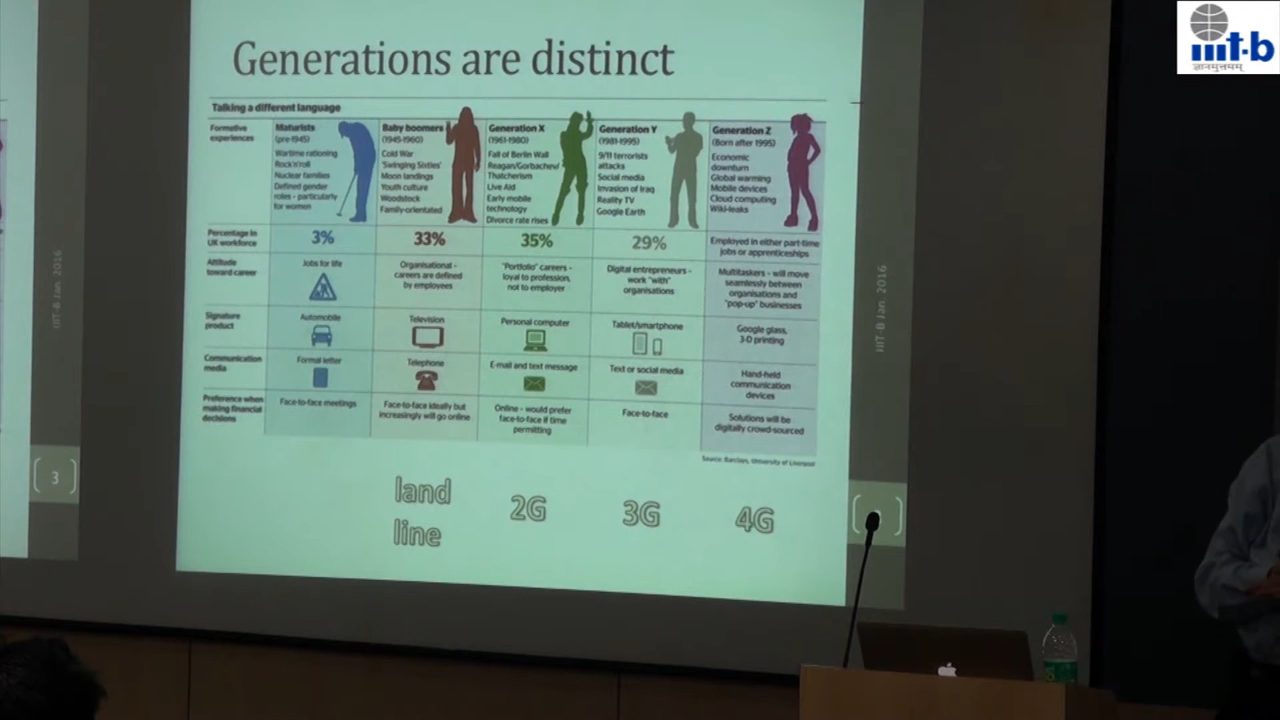 Generations are distinct
Talking a different language
Formative
experiences
Maturists
(pre-1945)
Wartime rationing
Rock'n'roll
Nuclear families
Defined gender
roles - particularly
for women
Baby boomers
(1945-1960)
Cold War
'Swinging Sixties'
Moon landings
Youth culture
Woodstock
Family-orientated
Generation X
(1961-1980)
Fall of Berlin Wall
Reagan/Gorbachev/
Thatcherism
Live Aid
Early mobile
technology
Divorce rate rises
Generation Y
(1981-1995)
9/11 terrorists
attacks
Social media
Invasion of Iraq
Reality TV
Google Earth
Generation Z
(Born after 1995)
Economic
downturn
Global warming
Mobile devices
Cloud computing
Wiki-leaks
Percentage in
UK workforce
3%
33%
35%
29%
Employed in either part-time
jobs or apprenticeships
Attitude
toward career
Jobs for life
Organisational -
careers are defined
by employees
"Portfolio" careers -
loyal to profession,
not to employer
Digital entrepreneurs -
work "with"
organisations
Multitaskers - will move
seamlessly between
organisations and
"pop-up" businesses
Signature
product
Automobile
Television
Personal computer
Tablet/smartphone
Google glass,
3-D printing
Communication
media
Formal letter
Telephone
E-mail and text message
Text or social media
Hand-held
communication
devices
Preference when
making financial
decisions
Face-to-face meetings
Face-to-face ideally but
increasingly will go online
Online - would prefer
face-to-face if time
permitting
Face-to-face
Solutions will be
digitally crowd-sourced
Source: Barclays, University of Liverpool
land
line
2G
3G
4G
IIIT-B Jan. 2016
IIIT-B Jan. 2016
3
iiit-b
ज्ञानमुत्तमम्